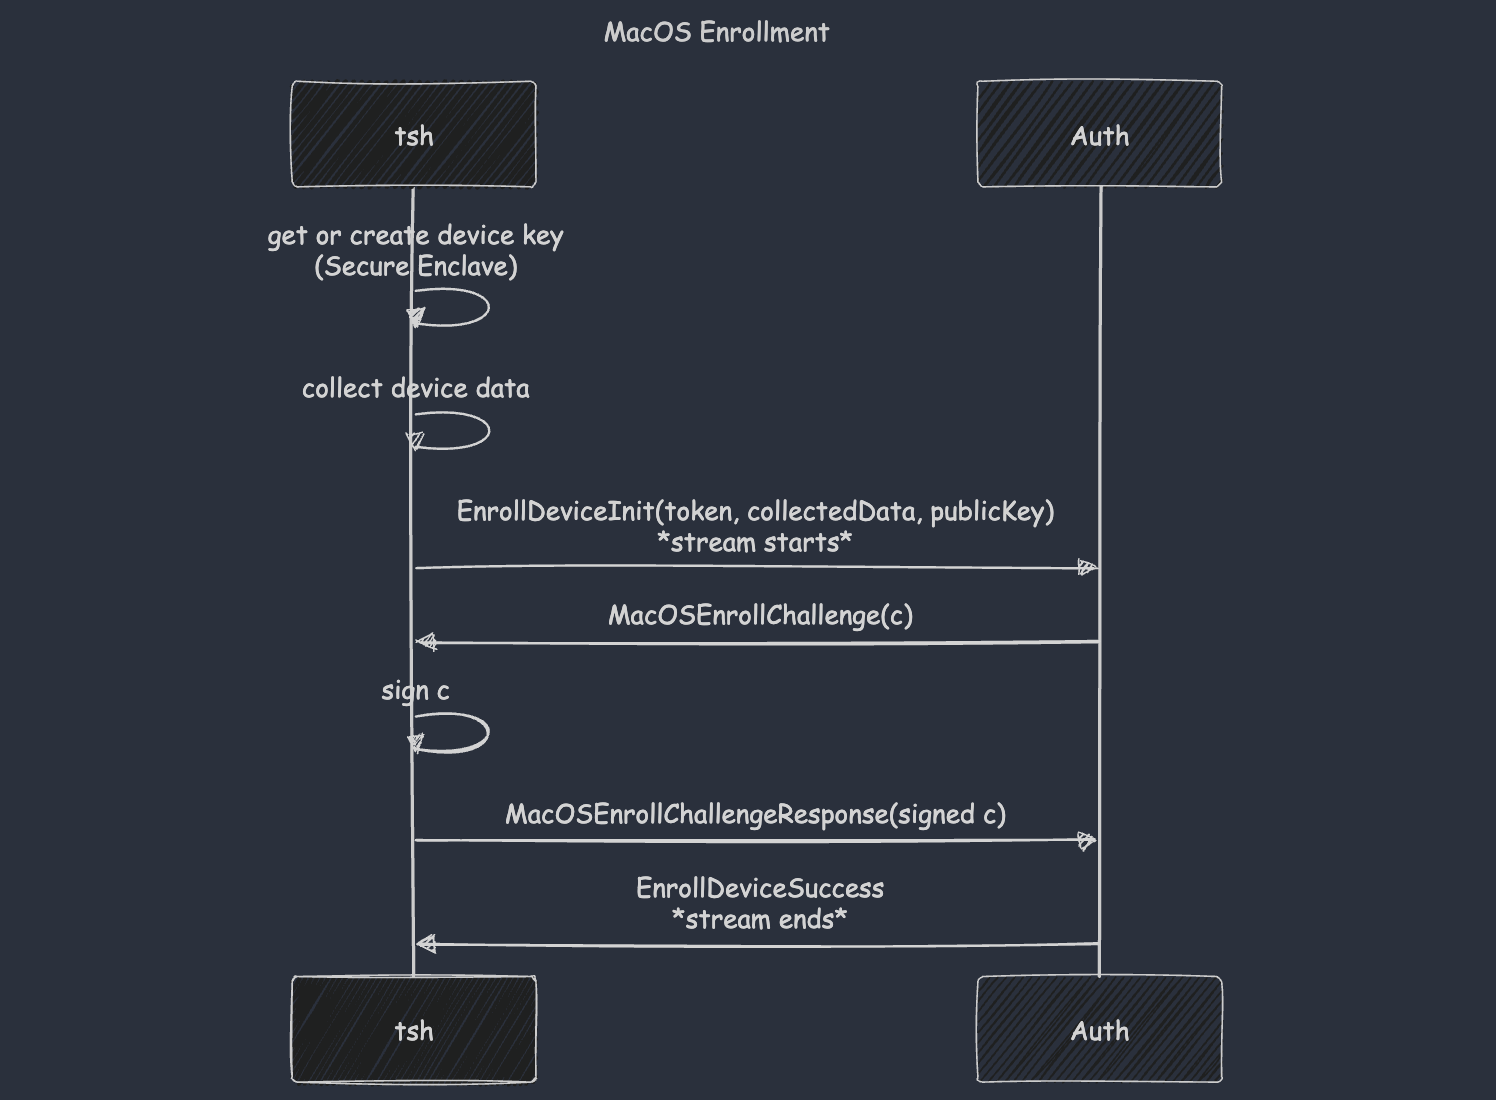 MacOS Enrollment
tsh
Auth
get or create device key
(Secure Enclave)
collect device data
EnrollDeviceInit(token, collectedData, publicKey)
*stream starts*
MacOSEnrollChallenge(c)
sign c
MacOSEnrollChallengeResponse(signed c)
EnrollDeviceSuccess
*stream ends*
tsh
Auth